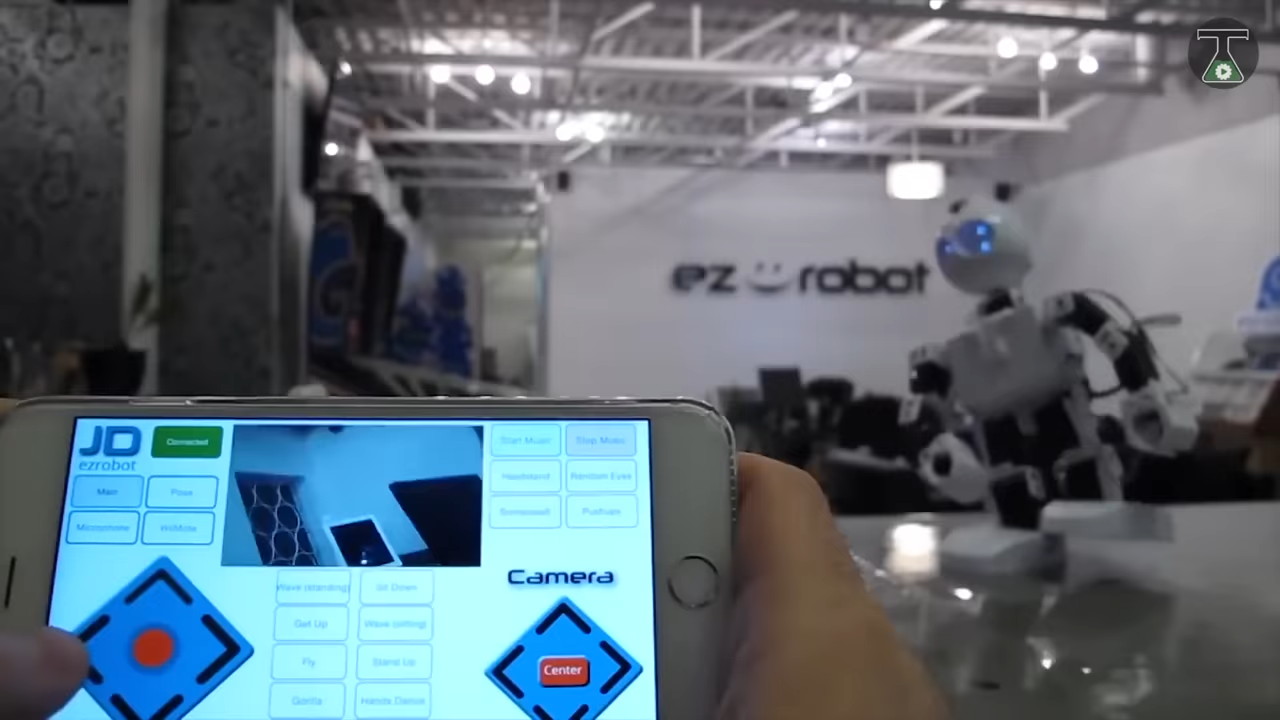 ez robot
JD
ezrobot
Connected
Main
Pose
Microphone
WiiMote
Start Music
Stop Music
Headstand
Random Eyes
Somersault
Pushups
Wave (standing)
Sit Down
Get Up
Wave (sitting)
Fly
Stand Up
Gorilla
Hands Dance
Camera
Center